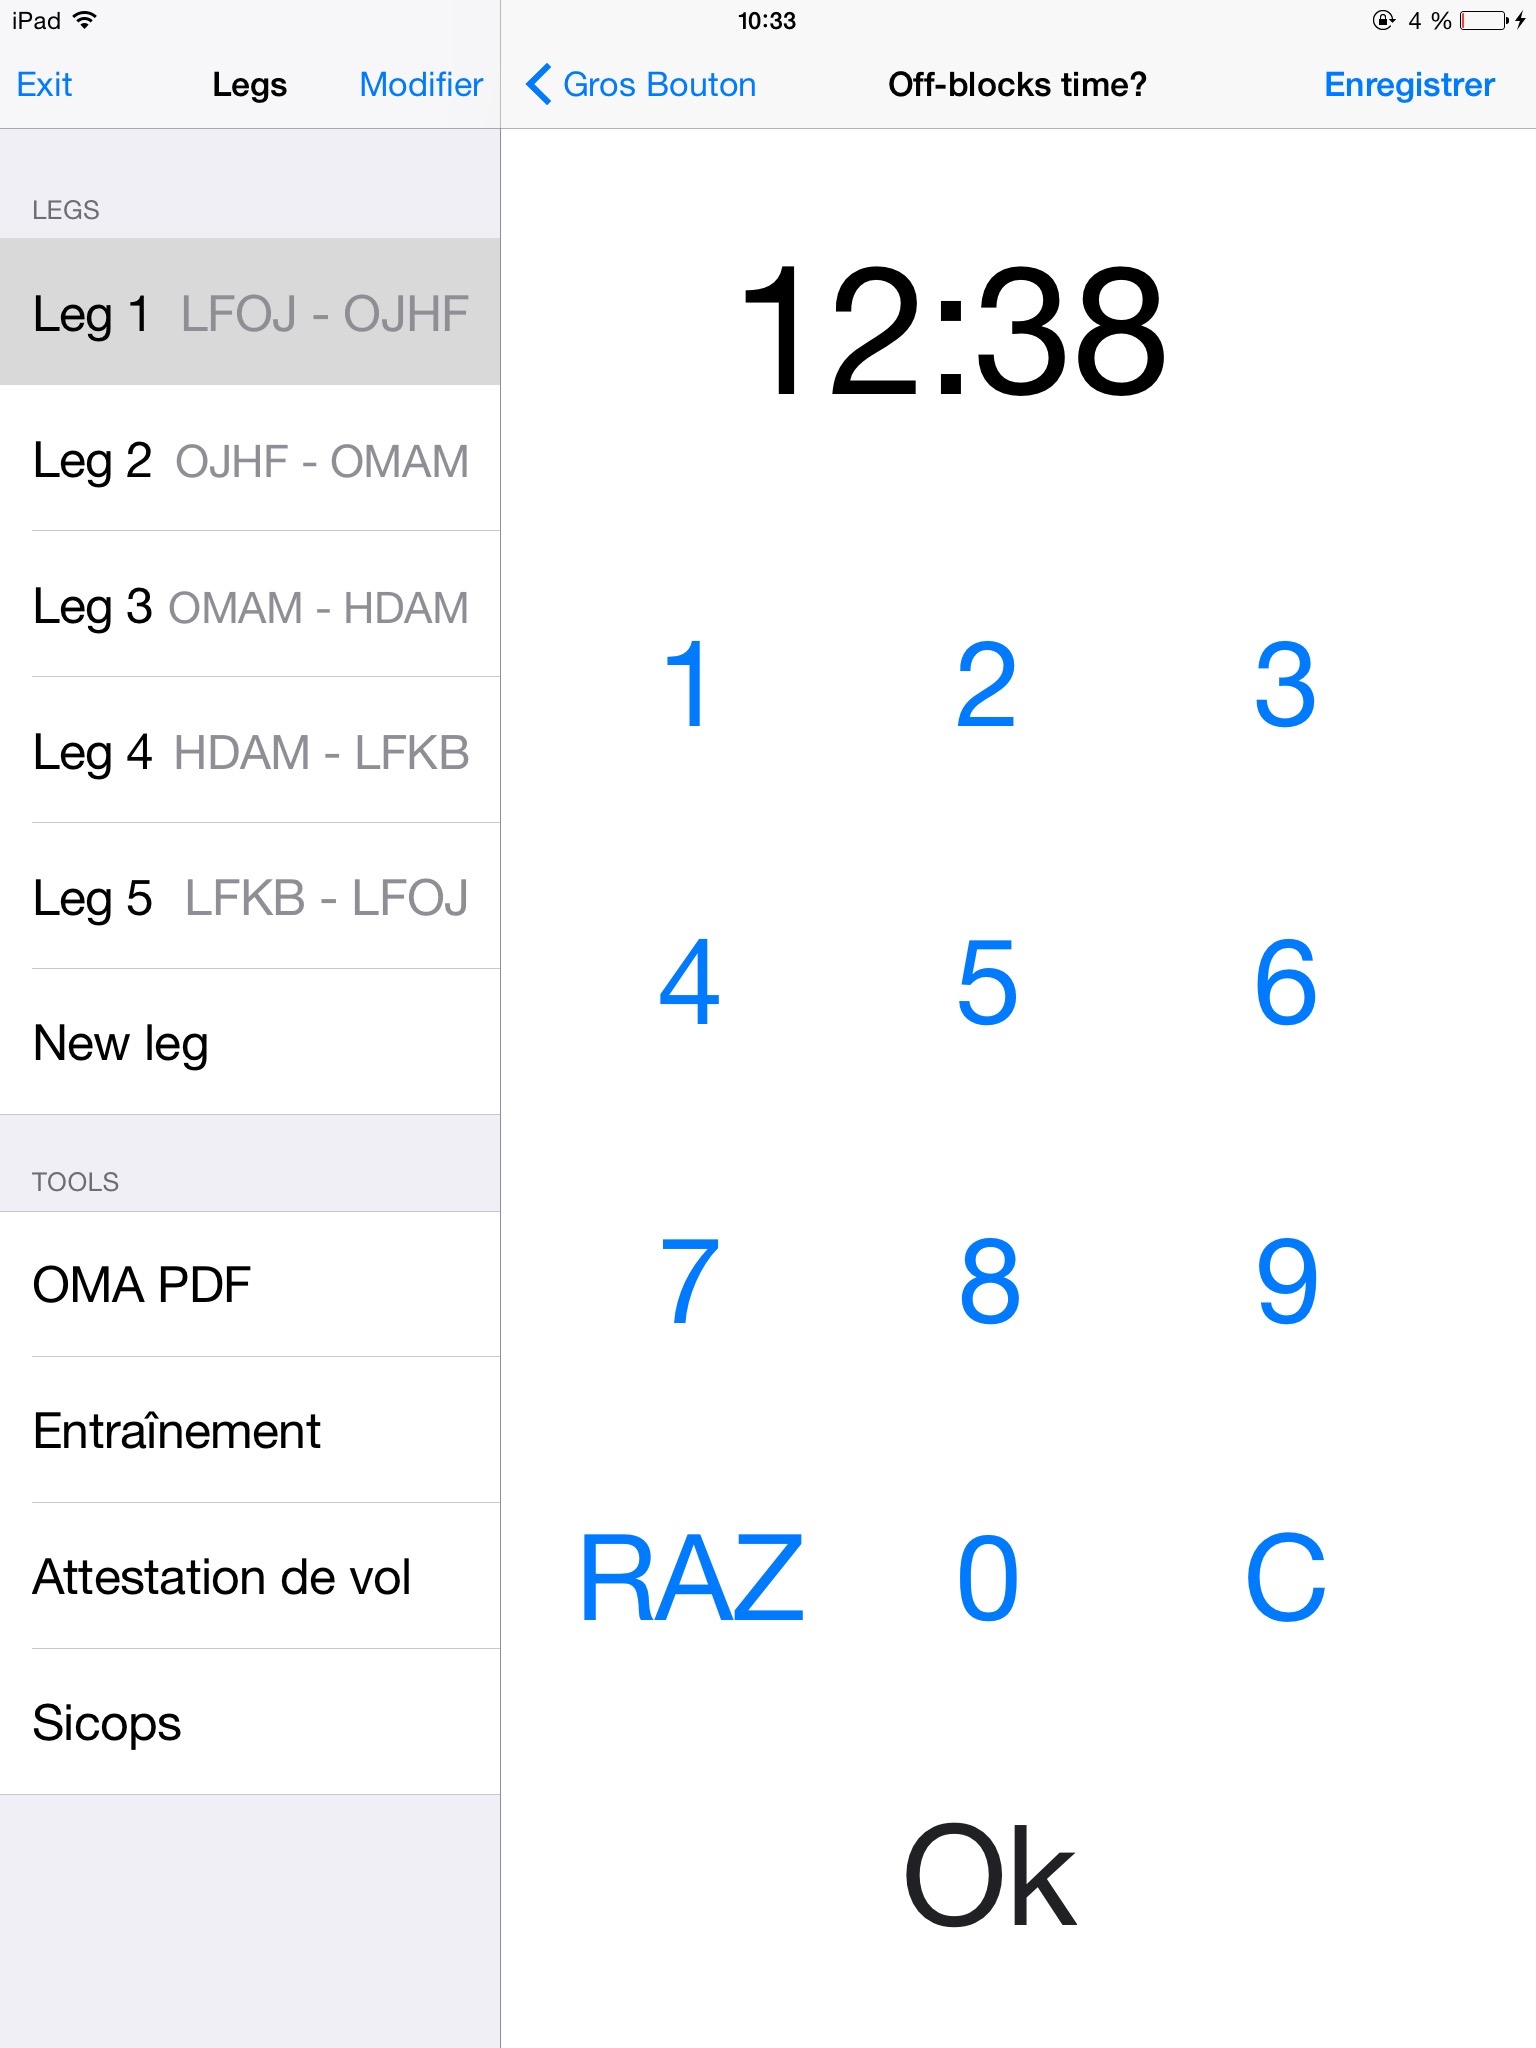 iPad 10:33 4 %
Exit Legs Modifier
Gros Bouton Off-blocks time? Enregistrer
LEGS
Leg 1 LFOJ - OJHF
Leg 2 OJHF - OMAM
Leg 3 OMAM - HDAM
Leg 4 HDAM - LFKB
Leg 5 LFKB - LFOJ
New leg
TOOLS
OMA PDF
Entraînement
Attestation de vol
Sicops
12:38
1 2 3
4 5 6
7 8 9
RAZ 0 C
Ok